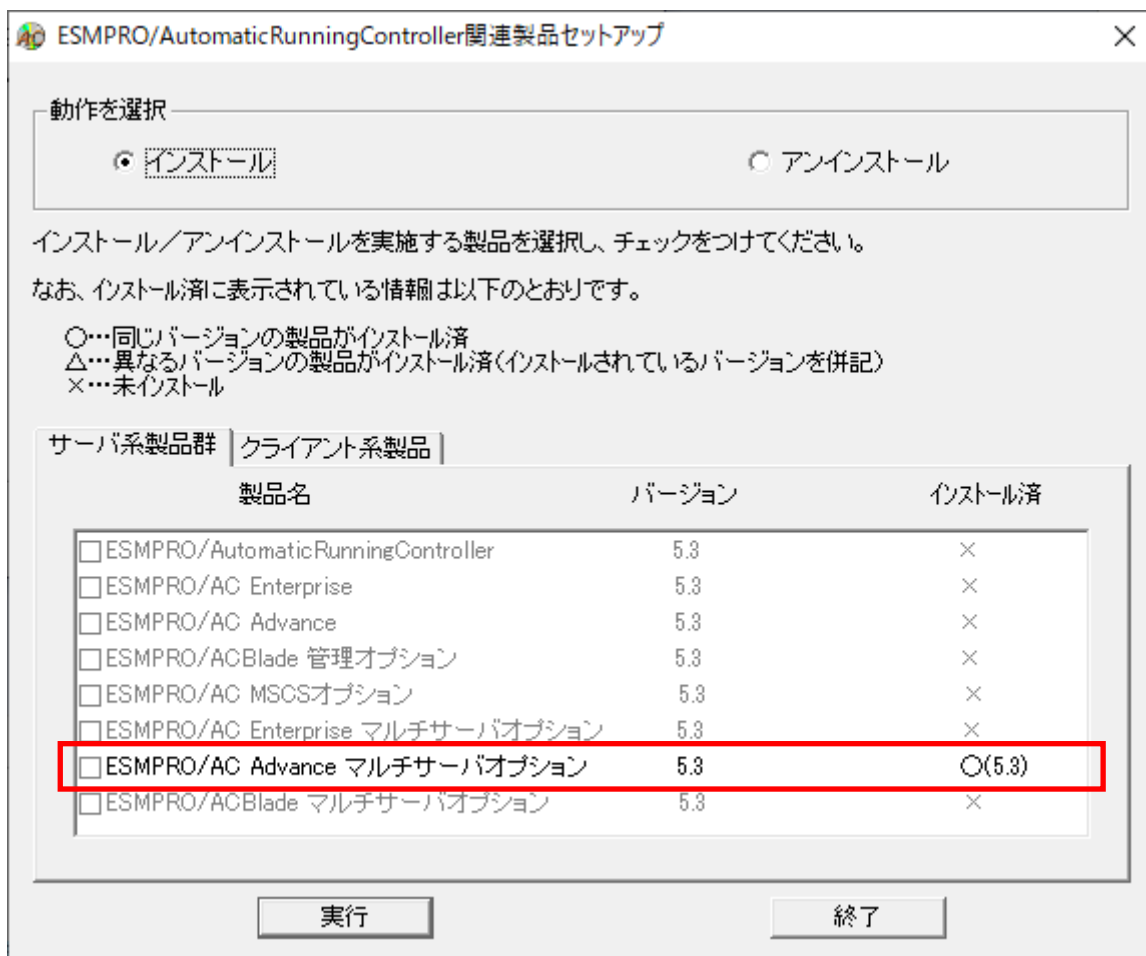 ESMPRO/AutomaticRunningController関連製品セットアップ
動作を選択
インストール
アンインストール
インストール／アンインストールを実施する製品を選択し、チェックをつけてください。
なお、インストール済に表示されている情報は以下のとおりです。
○…同じバージョンの製品がインストール済
△…異なるバージョンの製品がインストール済(インストールされているバージョンを併記)
×…未インストール
サーバ系製品群 クライアント系製品
製品名 バージョン インストール済
ESMPRO/AutomaticRunningController 5.3 ×
ESMPRO/AC Enterprise 5.3 ×
ESMPRO/AC Advance 5.3 ×
ESMPRO/ACBlade 管理オプション 5.3 ×
ESMPRO/AC MSCSオプション 5.3 ×
ESMPRO/AC Enterprise マルチサーバオプション 5.3 ×
ESMPRO/AC Advance マルチサーバオプション 5.3 ○(5.3)
ESMPRO/ACBlade マルチサーバオプション 5.3 ×
実行 終了